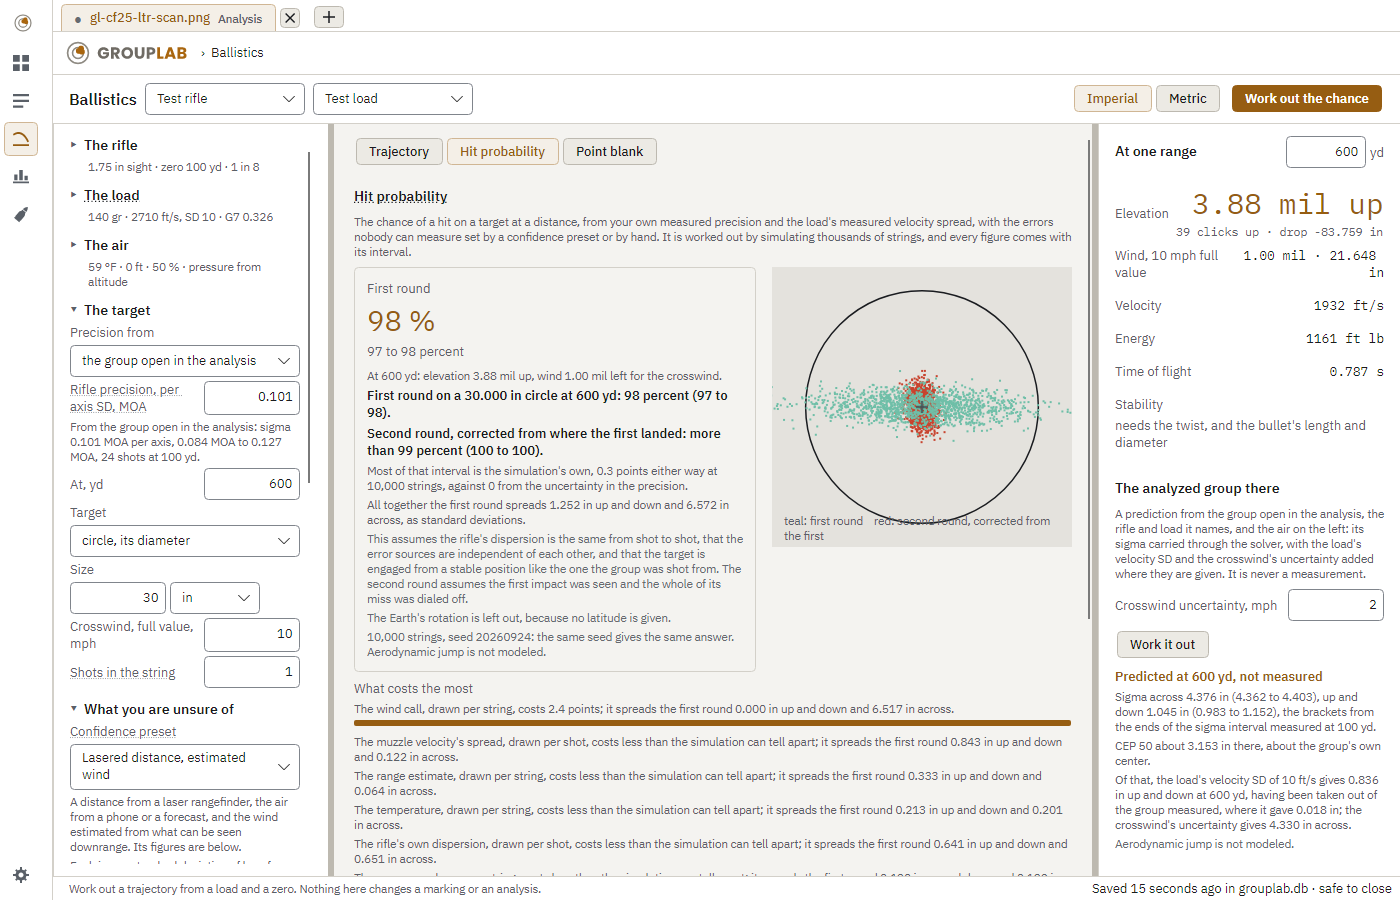 gl-cf25-ltr-scan.png Analysis
GROUPLAB › Ballistics
Ballistics
Test rifle
Test load
Imperial
Metric
Work out the chance
The rifle
1.75 in sight · zero 100 yd · 1 in 8
The load
140 gr · 2710 ft/s, SD 10 · G7 0.326
The air
59 °F · 0 ft · 50 % · pressure from
altitude
The target
Precision from
the group open in the analysis
Rifle precision, per
axis SD, MOA
0.101
From the group open in the analysis: sigma
0.101 MOA per axis, 0.084 MOA to 0.127
MOA, 24 shots at 100 yd.
At, yd
600
Target
circle, its diameter
Size
30
in
Crosswind, full value,
mph
10
Shots in the string
1
What you are unsure of
Confidence preset
Lasered distance, estimated
wind
A distance from a laser rangefinder, the air
from a phone or a forecast, and the wind
estimated from what can be seen
downrange. Its figures are below.
Trajectory
Hit probability
Point blank
Hit probability
The chance of a hit on a target at a distance, from your own measured precision and the load's measured velocity spread, with the errors
nobody can measure set by a confidence preset or by hand. It is worked out by simulating thousands of strings, and every figure comes with
its interval.
First round
98 %
97 to 98 percent
At 600 yd: elevation 3.88 mil up, wind 1.00 mil left for the crosswind.
First round on a 30.000 in circle at 600 yd: 98 percent (97 to
98).
Second round, corrected from where the first landed: more
than 99 percent (100 to 100).
Most of that interval is the simulation's own, 0.3 points either way at
10,000 strings, against 0 from the uncertainty in the precision.
All together the first round spreads 1.252 in up and down and 6.572 in
across, as standard deviations.
This assumes the rifle's dispersion is the same from shot to shot, that the
error sources are independent of each other, and that the target is
engaged from a stable position like the one the group was shot from. The
second round assumes the first impact was seen and the whole of its
miss was dialed off.
The Earth's rotation is left out, because no latitude is given.
10,000 strings, seed 20260924: the same seed gives the same answer.
Aerodynamic jump is not modeled.
teal: first round red: second round, corrected from
the first
What costs the most
The wind call, drawn per string, costs 2.4 points; it spreads the first round 0.000 in up and down and 6.517 in across.
The muzzle velocity's spread, drawn per shot, costs less than the simulation can tell apart; it spreads the first round 0.843 in up and down
and 0.122 in across.
The range estimate, drawn per string, costs less than the simulation can tell apart; it spreads the first round 0.333 in up and down and
0.064 in across.
The temperature, drawn per string, costs less than the simulation can tell apart; it spreads the first round 0.213 in up and down and 0.201
in across.
The rifle's own dispersion, drawn per shot, costs less than the simulation can tell apart; it spreads the first round 0.641 in up and down and
0.651 in across.
At one range
600 yd
Elevation
3.88 mil up
39 clicks up · drop -83.759 in
Wind, 10 mph full
value
1.00 mil · 21.648
in
Velocity
1932 ft/s
Energy
1161 ft lb
Time of flight
0.787 s
Stability
needs the twist, and the bullet's length and
diameter
The analyzed group there
A prediction from the group open in the analysis, the
rifle and load it names, and the air on the left: its
sigma carried through the solver, with the load's
velocity SD and the crosswind's uncertainty added
where they are given. It is never a measurement.
Crosswind uncertainty, mph
2
Work it out
Predicted at 600 yd, not measured
Sigma across 4.376 in (4.362 to 4.403), up and
down 1.045 in (0.983 to 1.152), the brackets from
the ends of the sigma interval measured at 100 yd.
CEP 50 about 3.153 in there, about the group's own
center.
Of that, the load's velocity SD of 10 ft/s gives 0.836
in up and down at 600 yd, having been taken out of
the group measured, where it gave 0.018 in; the
crosswind's uncertainty gives 4.330 in across.
Aerodynamic jump is not modeled.
Work out a trajectory from a load and a zero. Nothing here changes a marking or an analysis.
Saved 15 seconds ago in grouplab.db · safe to close